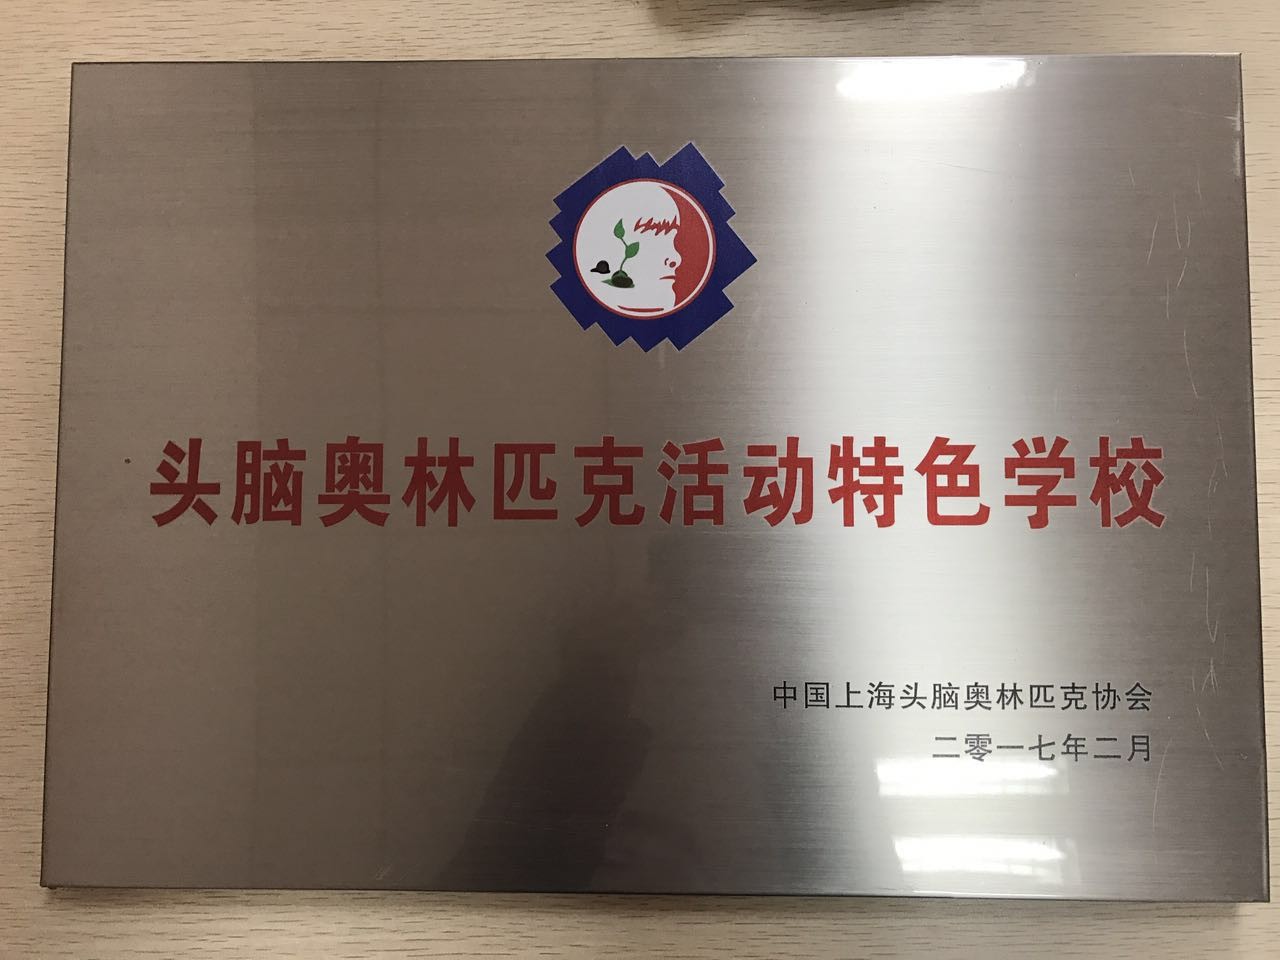 头脑奥林匹克活动特色学校
中国上海头脑奥林匹克协会
二零一七年二月